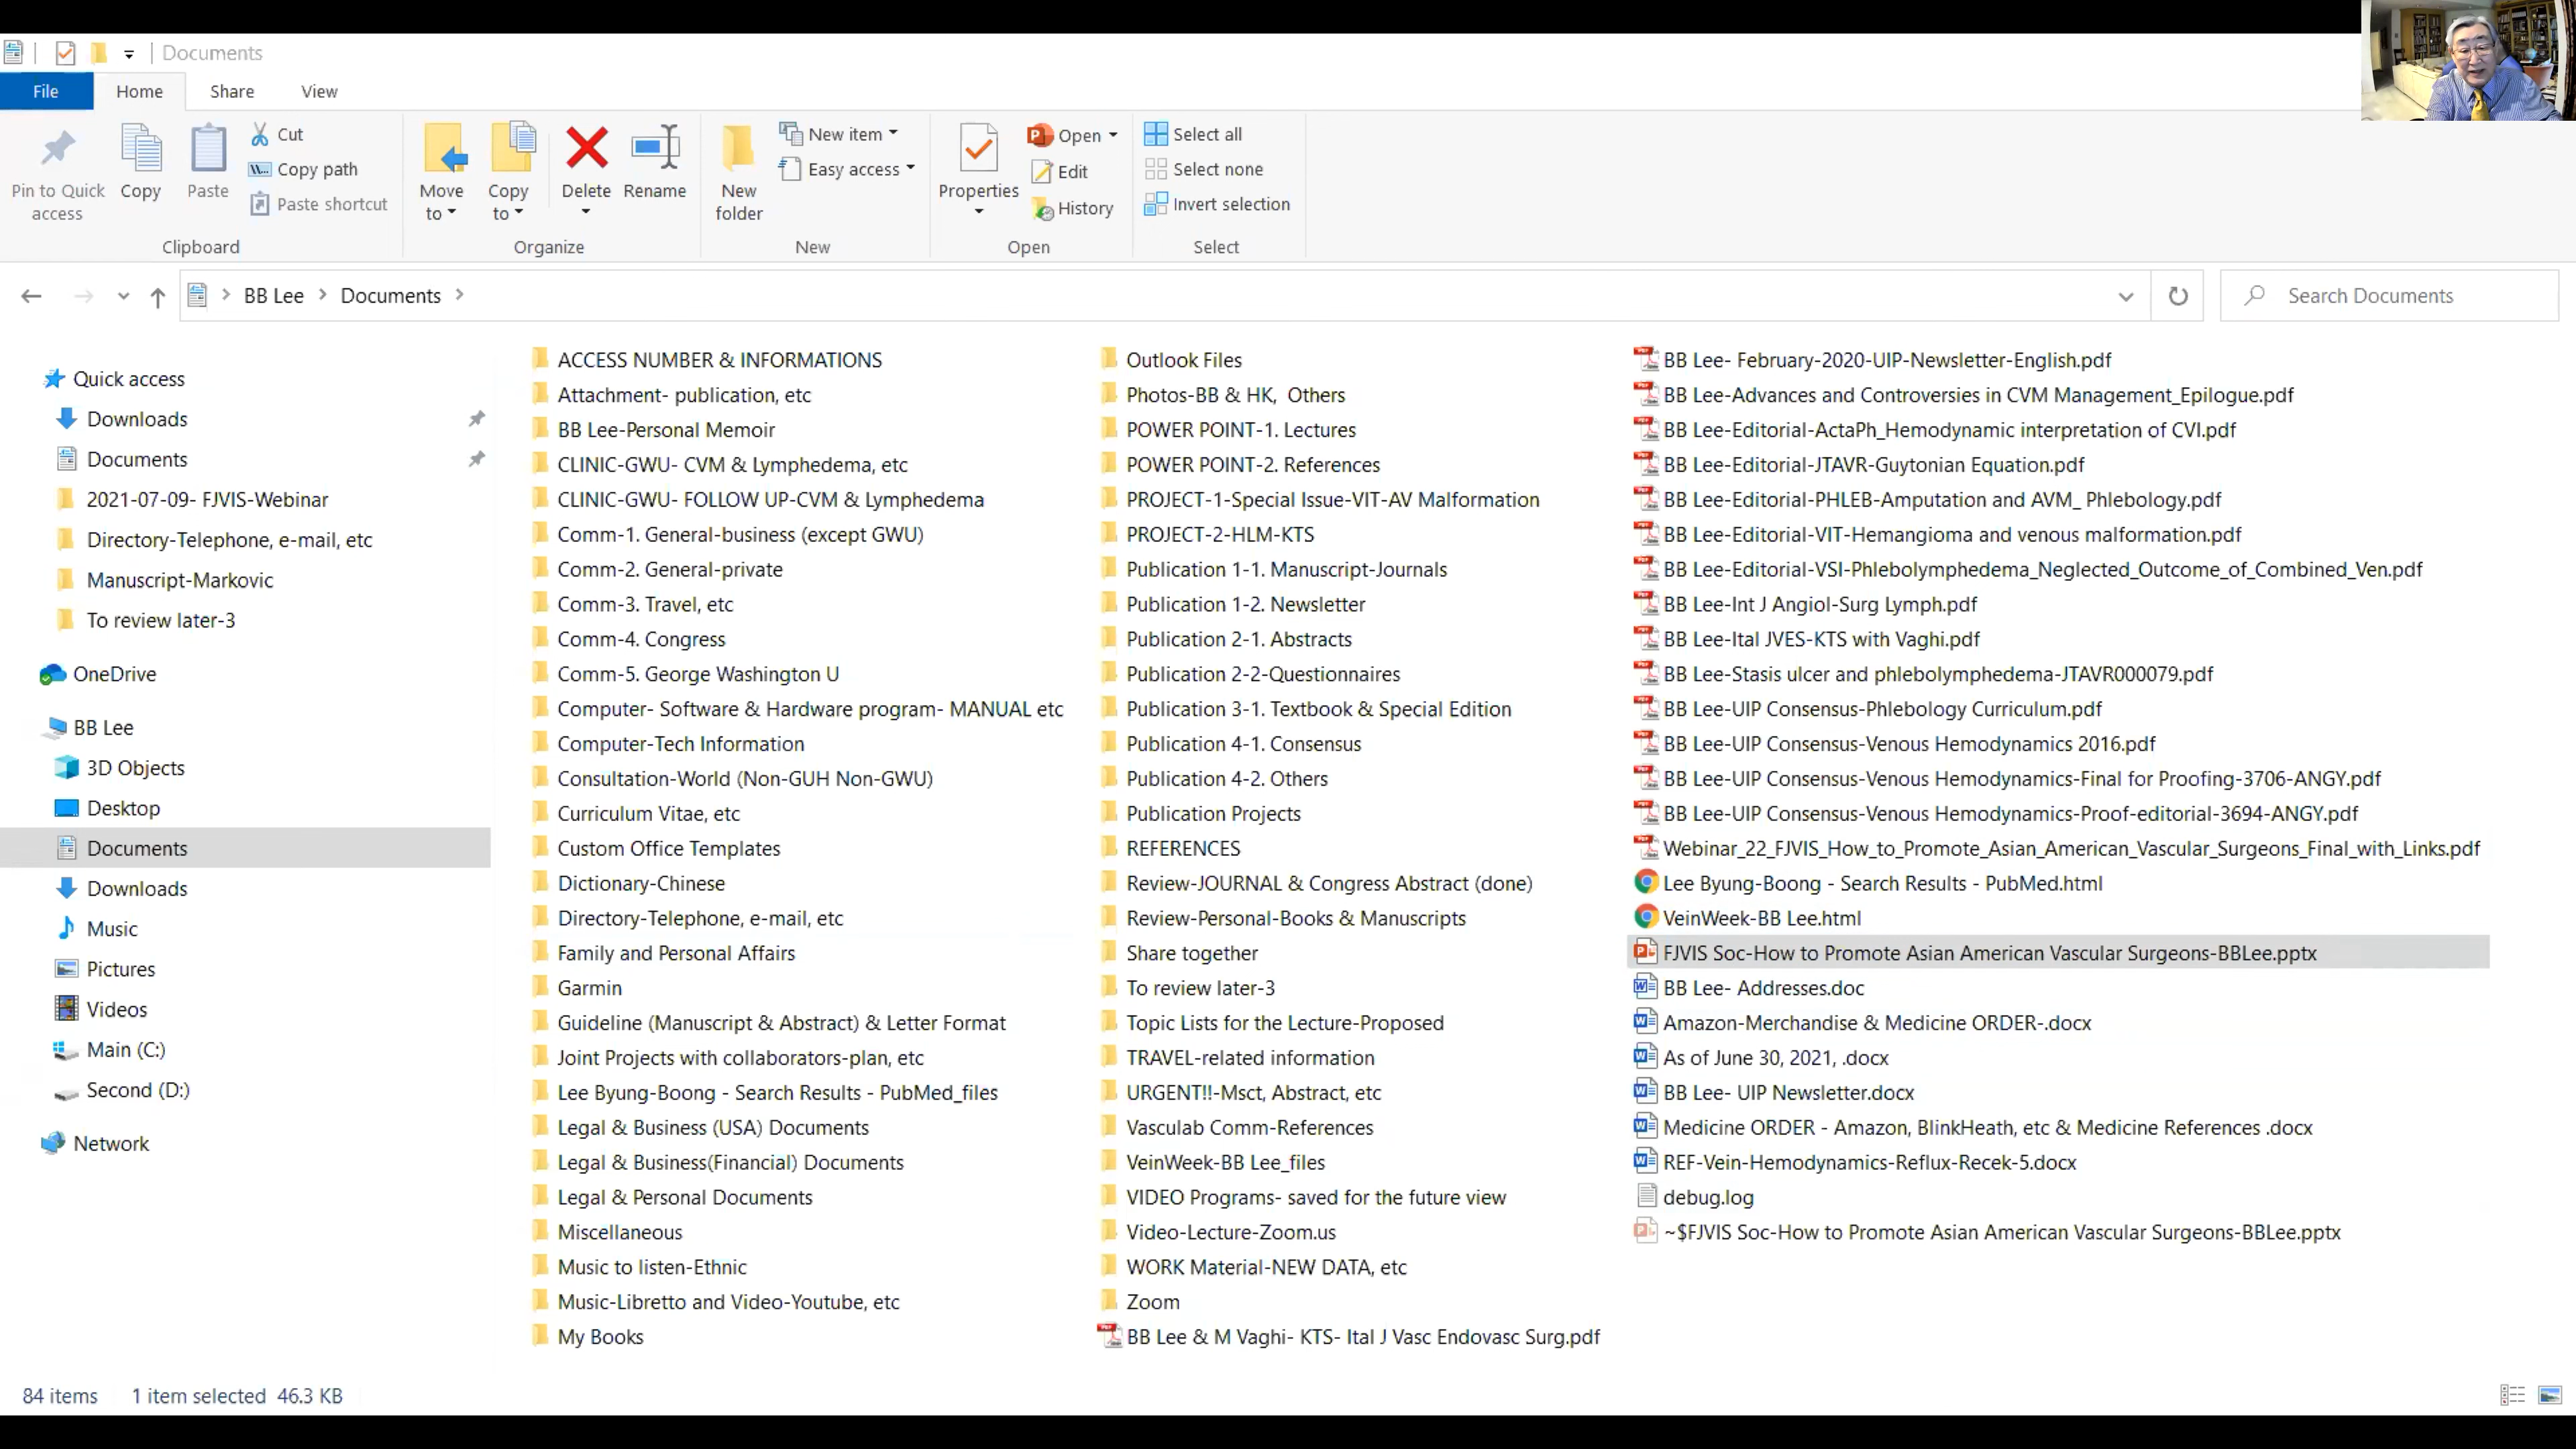 Documents
File Home Share View
Pin to Quick access
Copy
Paste
Cut
Copy path
Paste shortcut
Clipboard
Move to
Copy to
Delete
Rename
Organize
New folder
New item
Easy access
New
Properties
Open
Edit
History
Open
Select all
Select none
Invert selection
Select
BB Lee Documents
Search Documents
Quick access
Downloads
Documents
2021-07-09- FJVIS-Webinar
Directory-Telephone, e-mail, etc
Manuscript-Markovic
To review later-3
OneDrive
BB Lee
3D Objects
Desktop
Documents
Downloads
Music
Pictures
Videos
Main (C:)
Second (D:)
Network
ACCESS NUMBER & INFORMATIONS
Attachment- publication, etc
BB Lee-Personal Memoir
CLINIC-GWU- CVM & Lymphedema, etc
CLINIC-GWU- FOLLOW UP-CVM & Lymphedema
Comm-1. General-business (except GWU)
Comm-2. General-private
Comm-3. Travel, etc
Comm-4. Congress
Comm-5. George Washington U
Computer- Software & Hardware program- MANUAL etc
Computer-Tech Information
Consultation-World (Non-GUH Non-GWU)
Curriculum Vitae, etc
Custom Office Templates
Dictionary-Chinese
Directory-Telephone, e-mail, etc
Family and Personal Affairs
Garmin
Guideline (Manuscript & Abstract) & Letter Format
Joint Projects with collaborators-plan, etc
Lee Byung-Boong - Search Results - PubMed_files
Legal & Business (USA) Documents
Legal & Business(Financial) Documents
Legal & Personal Documents
Miscellaneous
Music to listen-Ethnic
Music-Libretto and Video-Youtube, etc
My Books
Outlook Files
Photos-BB & HK,  Others
POWER POINT-1. Lectures
POWER POINT-2. References
PROJECT-1-Special Issue-VIT-AV Malformation
PROJECT-2-HLM-KTS
Publication 1-1. Manuscript-Journals
Publication 1-2. Newsletter
Publication 2-1. Abstracts
Publication 2-2-Questionnaires
Publication 3-1. Textbook & Special Edition
Publication 4-1. Consensus
Publication 4-2. Others
Publication Projects
REFERENCES
Review-JOURNAL & Congress Abstract (done)
Review-Personal-Books & Manuscripts
Share together
To review later-3
Topic Lists for the Lecture-Proposed
TRAVEL-related information
URGENT!!-Msct, Abstract, etc
Vasculab Comm-References
VeinWeek-BB Lee_files
VIDEO Programs- saved for the future view
Video-Lecture-Zoom.us
WORK Material-NEW DATA, etc
Zoom
BB Lee & M Vaghi- KTS- Ital J Vasc Endovasc Surg.pdf
BB Lee- February-2020-UIP-Newsletter-English.pdf
BB Lee-Advances and Controversies in CVM Management_Epilogue.pdf
BB Lee-Editorial-ActaPh_Hemodynamic interpretation of CVI.pdf
BB Lee-Editorial-JTAVR-Guytonian Equation.pdf
BB Lee-Editorial-PHLEB-Amputation and AVM_ Phlebology.pdf
BB Lee-Editorial-VIT-Hemangioma and venous malformation.pdf
BB Lee-Editorial-VSI-Phlebolymphedema_Neglected_Outcome_of_Combined_Ven.pdf
BB Lee-Int J Angiol-Surg Lymph.pdf
BB Lee-Ital JVES-KTS with Vaghi.pdf
BB Lee-Stasis ulcer and phlebolymphedema-JTAVR000079.pdf
BB Lee-UIP Consensus-Phlebology Curriculum.pdf
BB Lee-UIP Consensus-Venous Hemodynamics 2016.pdf
BB Lee-UIP Consensus-Venous Hemodynamics-Final for Proofing-3706-ANGY.pdf
BB Lee-UIP Consensus-Venous Hemodynamics-Proof-editorial-3694-ANGY.pdf
Webinar_22_FJVIS_How_to_Promote_Asian_American_Vascular_Surgeons_Final_with_Links.pdf
Lee Byung-Boong - Search Results - PubMed.html
VeinWeek-BB Lee.html
FJVIS Soc-How to Promote Asian American Vascular Surgeons-BBLee.pptx
BB Lee- Addresses.doc
Amazon-Merchandise & Medicine ORDER-.docx
As of June 30, 2021, .docx
BB Lee- UIP Newsletter.docx
Medicine ORDER - Amazon, BlinkHeath, etc & Medicine References .docx
REF-Vein-Hemodynamics-Reflux-Recek-5.docx
debug.log
~$FJVIS Soc-How to Promote Asian American Vascular Surgeons-BBLee.pptx
84 items 1 item selected 46.3 KB